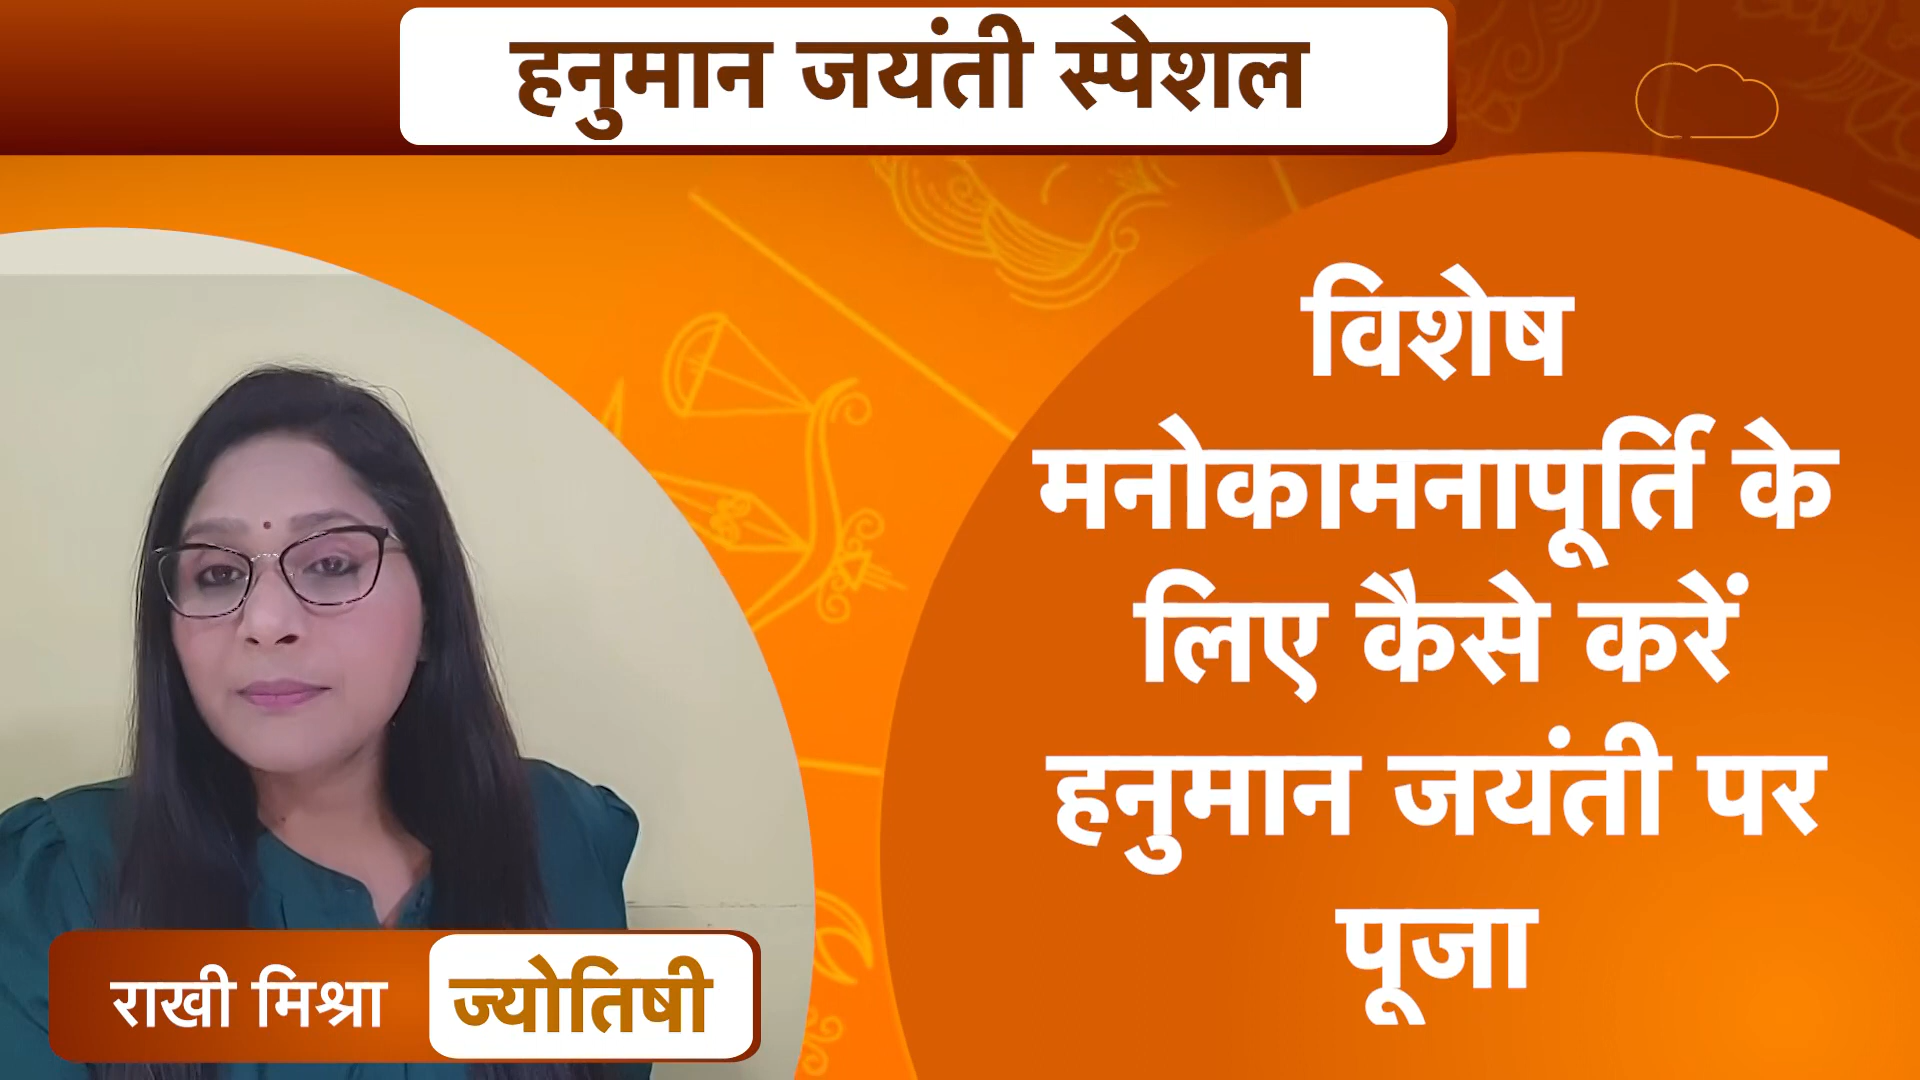 हनुमान जयंती स्पेशल
विशेष
मनोकामनापूर्ति के
लिए कैसे करें
हनुमान जयंती पर
पूजा
राखी मिश्रा ज्योतिषी